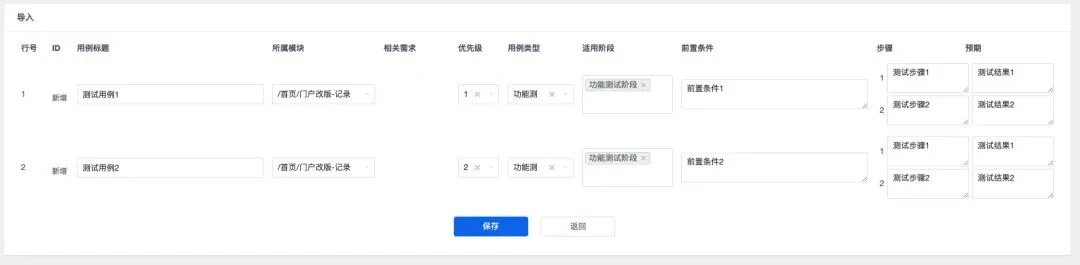 导入
行号 ID 用例标题 所属模块 相关需求 优先级 用例类型 适用阶段 前置条件 步骤 预期
1 新增 测试用例1 /首页/门户改版-记录 1 × 功能测 × 功能测试阶段 × 前置条件1 1 测试步骤1 测试结果1
2 测试步骤2 测试结果2
2 新增 测试用例2 /首页/门户改版-记录 2 × 功能测 × 功能测试阶段 × 前置条件2 1 测试步骤1 测试结果1
2 测试步骤2 测试结果2
保存 返回